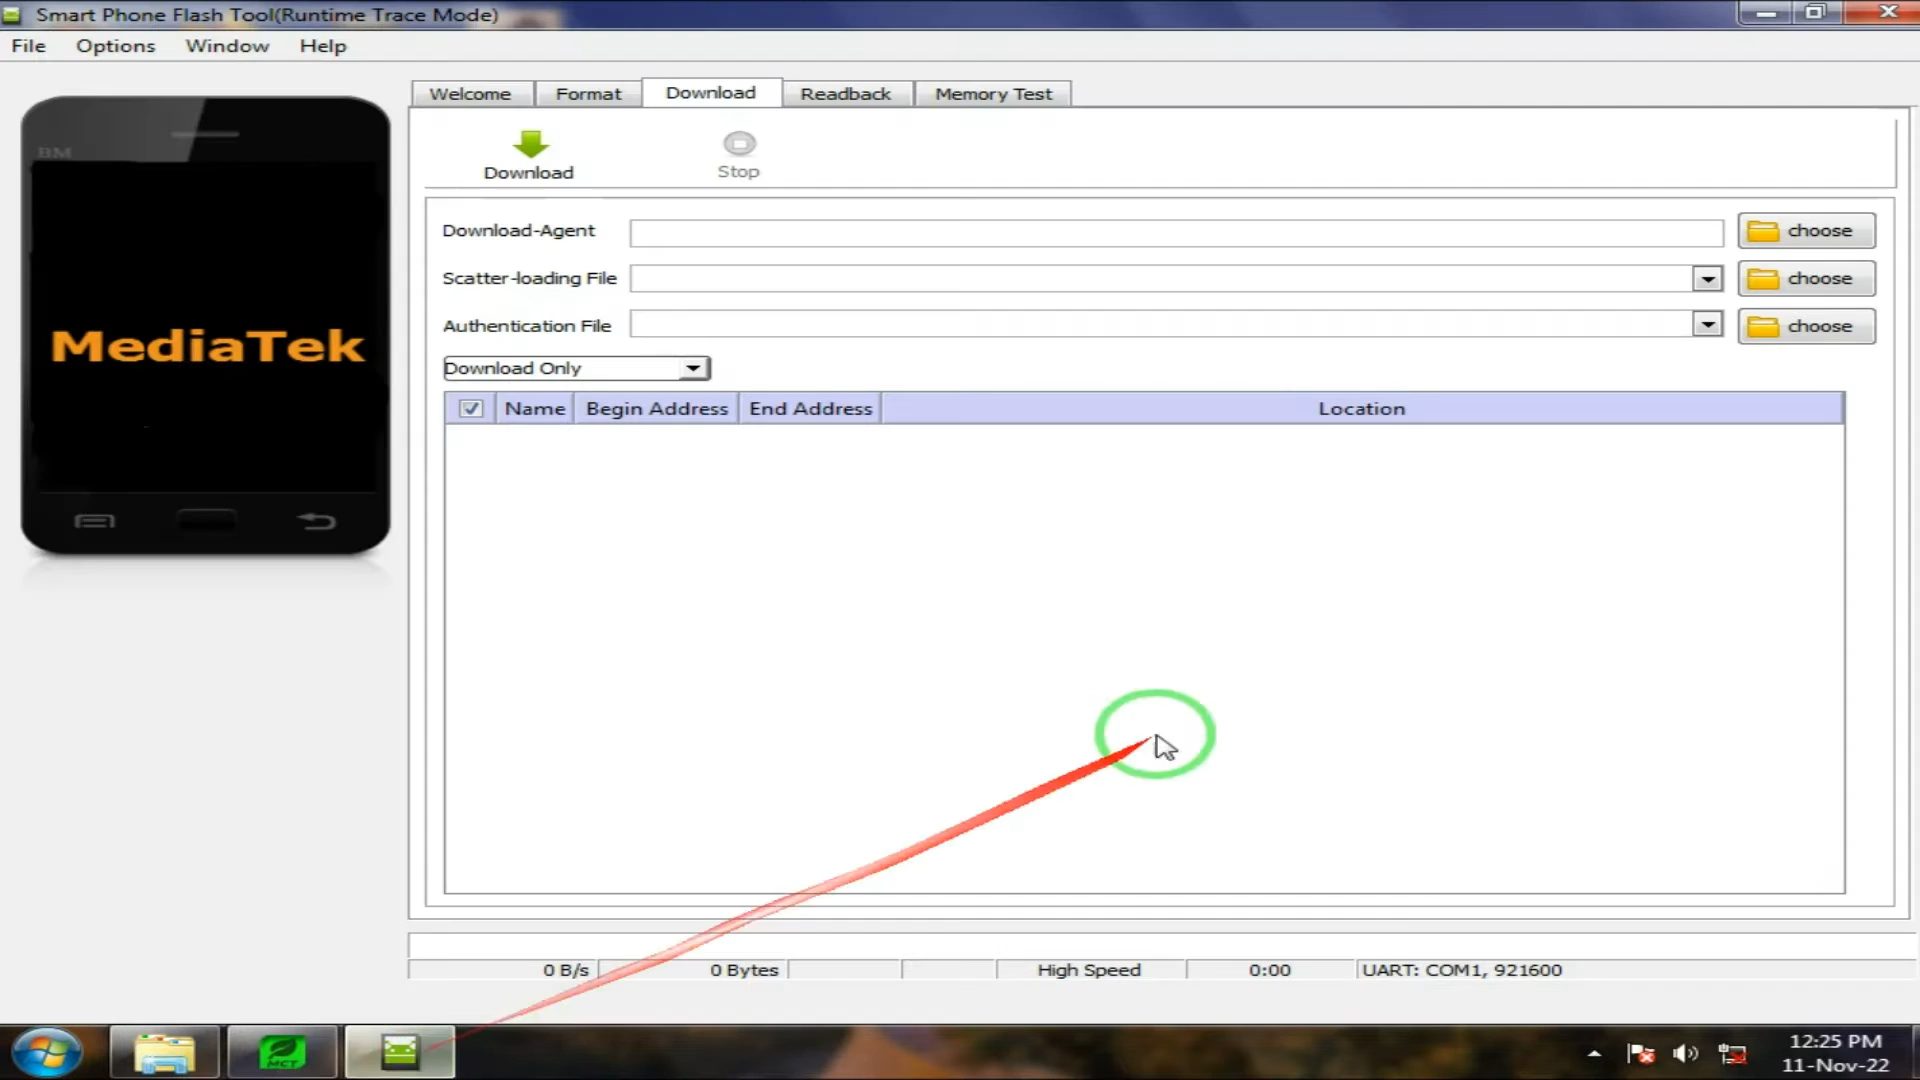 Smart Phone Flash Tool(Runtime Trace Mode)
File Options Window Help
Welcome Format Download Readback Memory Test
BM
Download Stop
Download-Agent choose
Scatter-loading File choose
Authentication File choose
Download Only
Name Begin Address End Address Location
MediaTek
0 B/s 0 Bytes High Speed 0:00 UART: COM1, 921600
MCT
12:25 PM
11-Nov-22